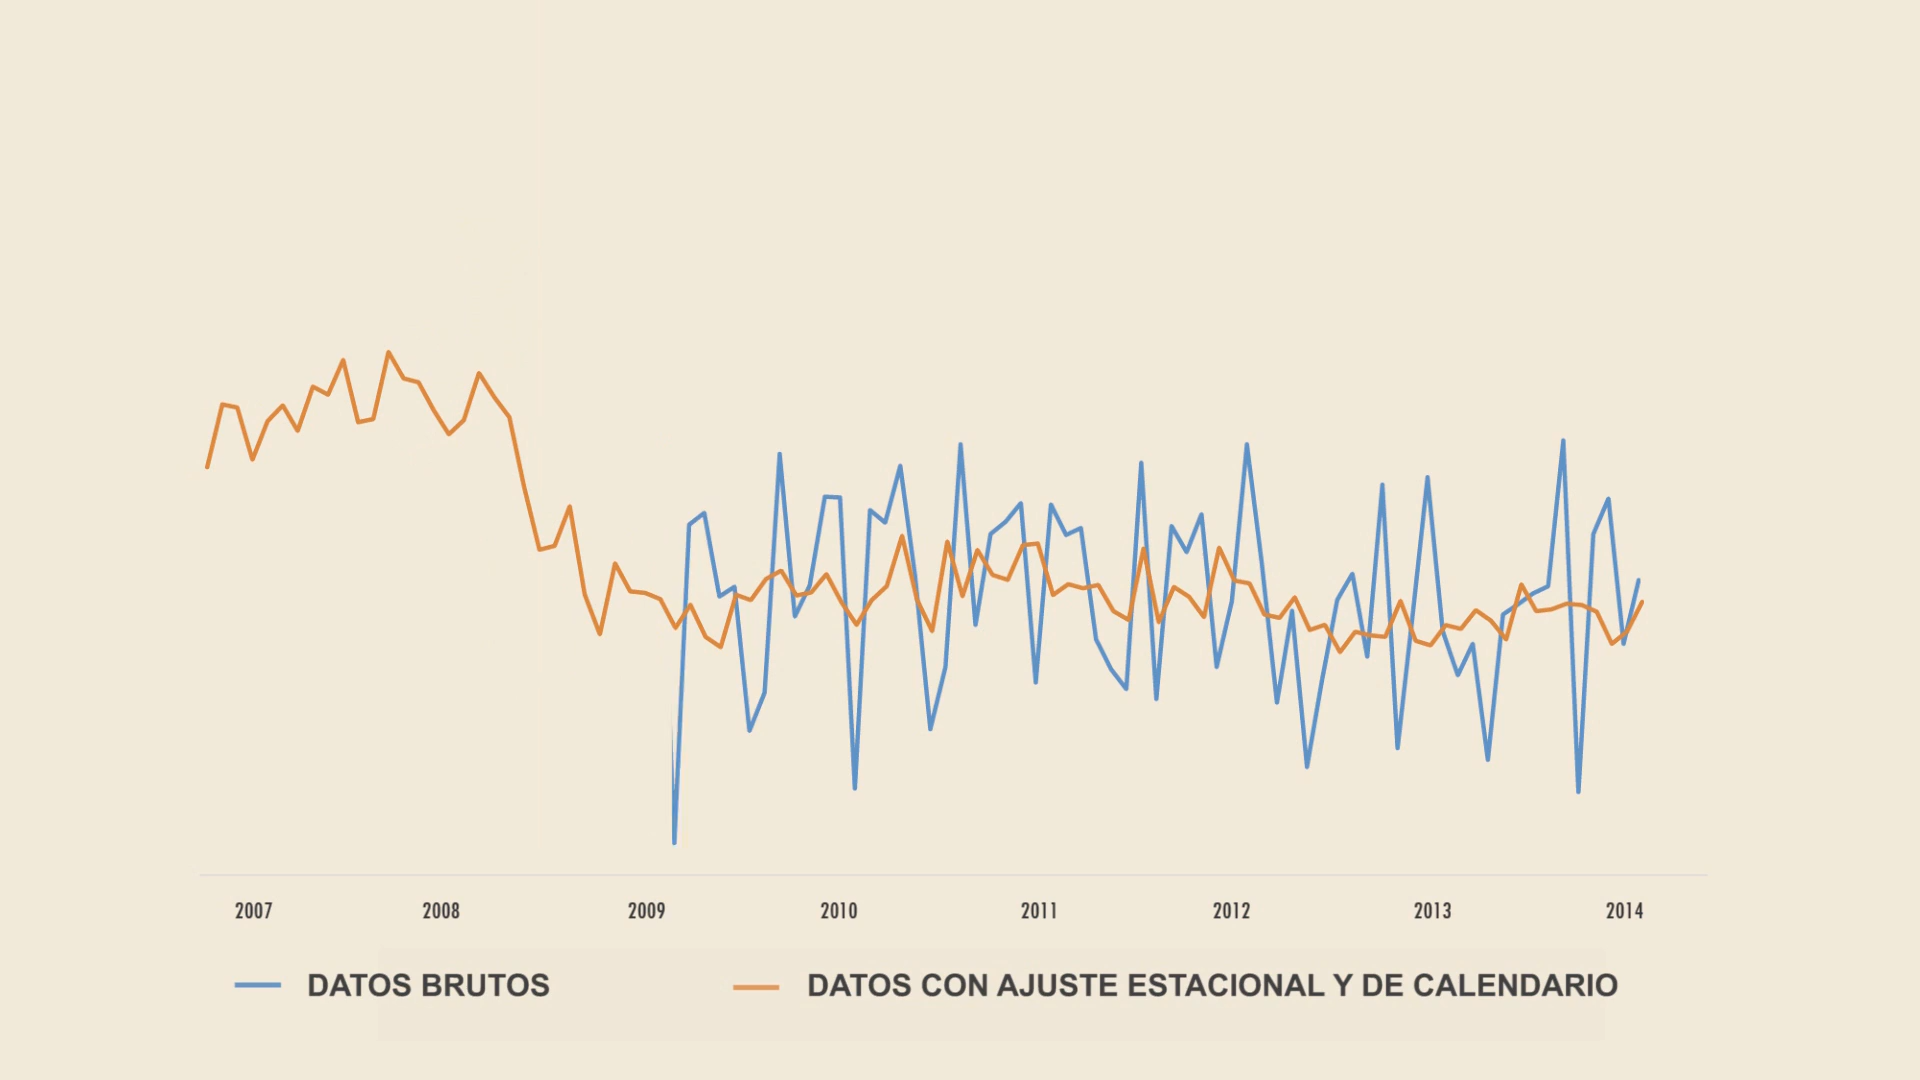 2007 2008 2009 2010 2011 2012 2013 2014
DATOS BRUTOS DATOS CON AJUSTE ESTACIONAL Y DE CALENDARIO